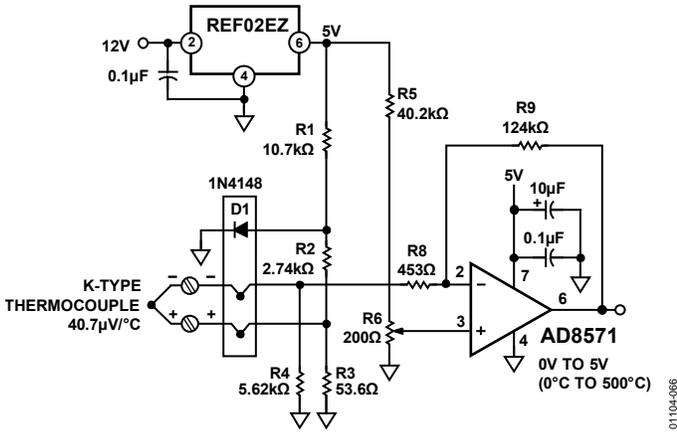 REF02EZ
12V
2
6
4
5V
0.1µF
R1
10.7kΩ
R5
40.2kΩ
R9
124kΩ
1N4148
D1
5V
10µF
+
0.1µF
R2
2.74kΩ
R8
453Ω
K-TYPE
THERMOCOUPLE
40.7µV/°C
– –
+ +
2
–
3
+
7
6
4
R6
200Ω
AD8571
0V TO 5V
(0°C TO 500°C)
R4
5.62kΩ
R3
53.6Ω
01104-066